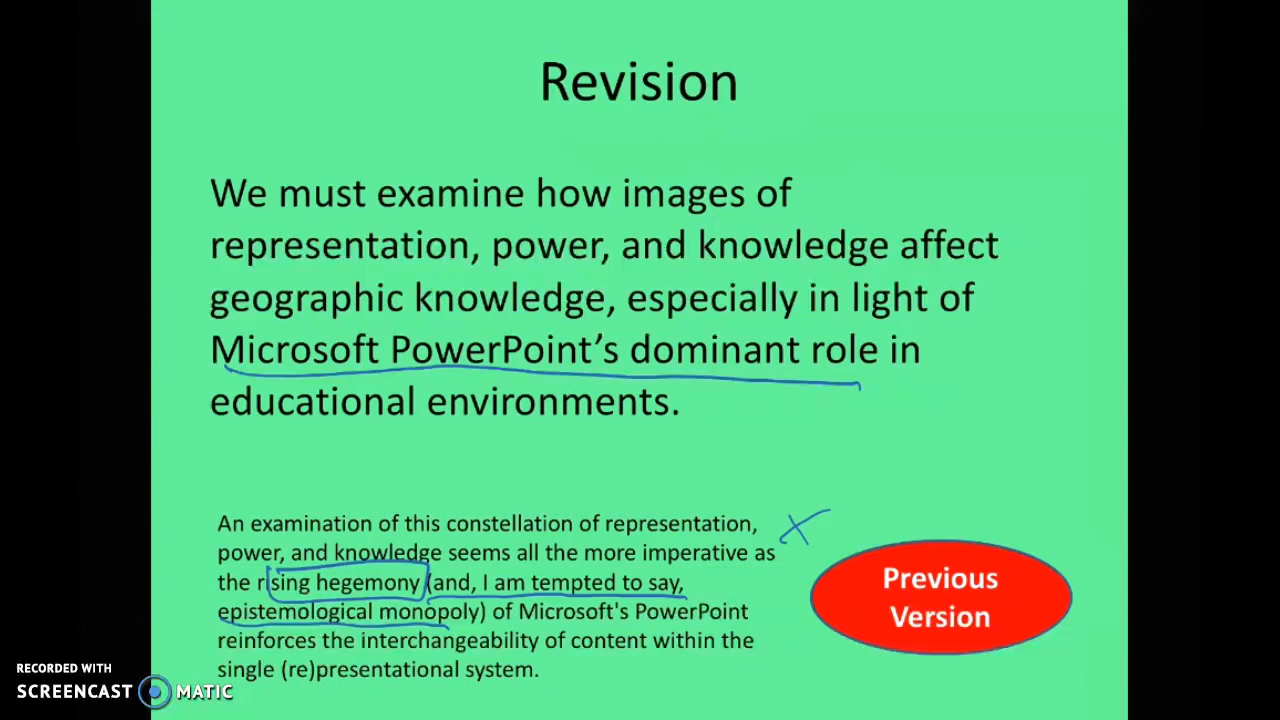 Revision
We must examine how images of
representation, power, and knowledge affect
geographic knowledge, especially in light of
Microsoft PowerPoint’s dominant role in
educational environments.
An examination of this constellation of representation,
power, and knowledge seems all the more imperative as
the rising hegemony (and, I am tempted to say,
epistemological monopoly) of Microsoft's PowerPoint
reinforces the interchangeability of content within the
single (re)presentational system.
Previous
Version
RECORDED WITH
SCREENCAST MATIC